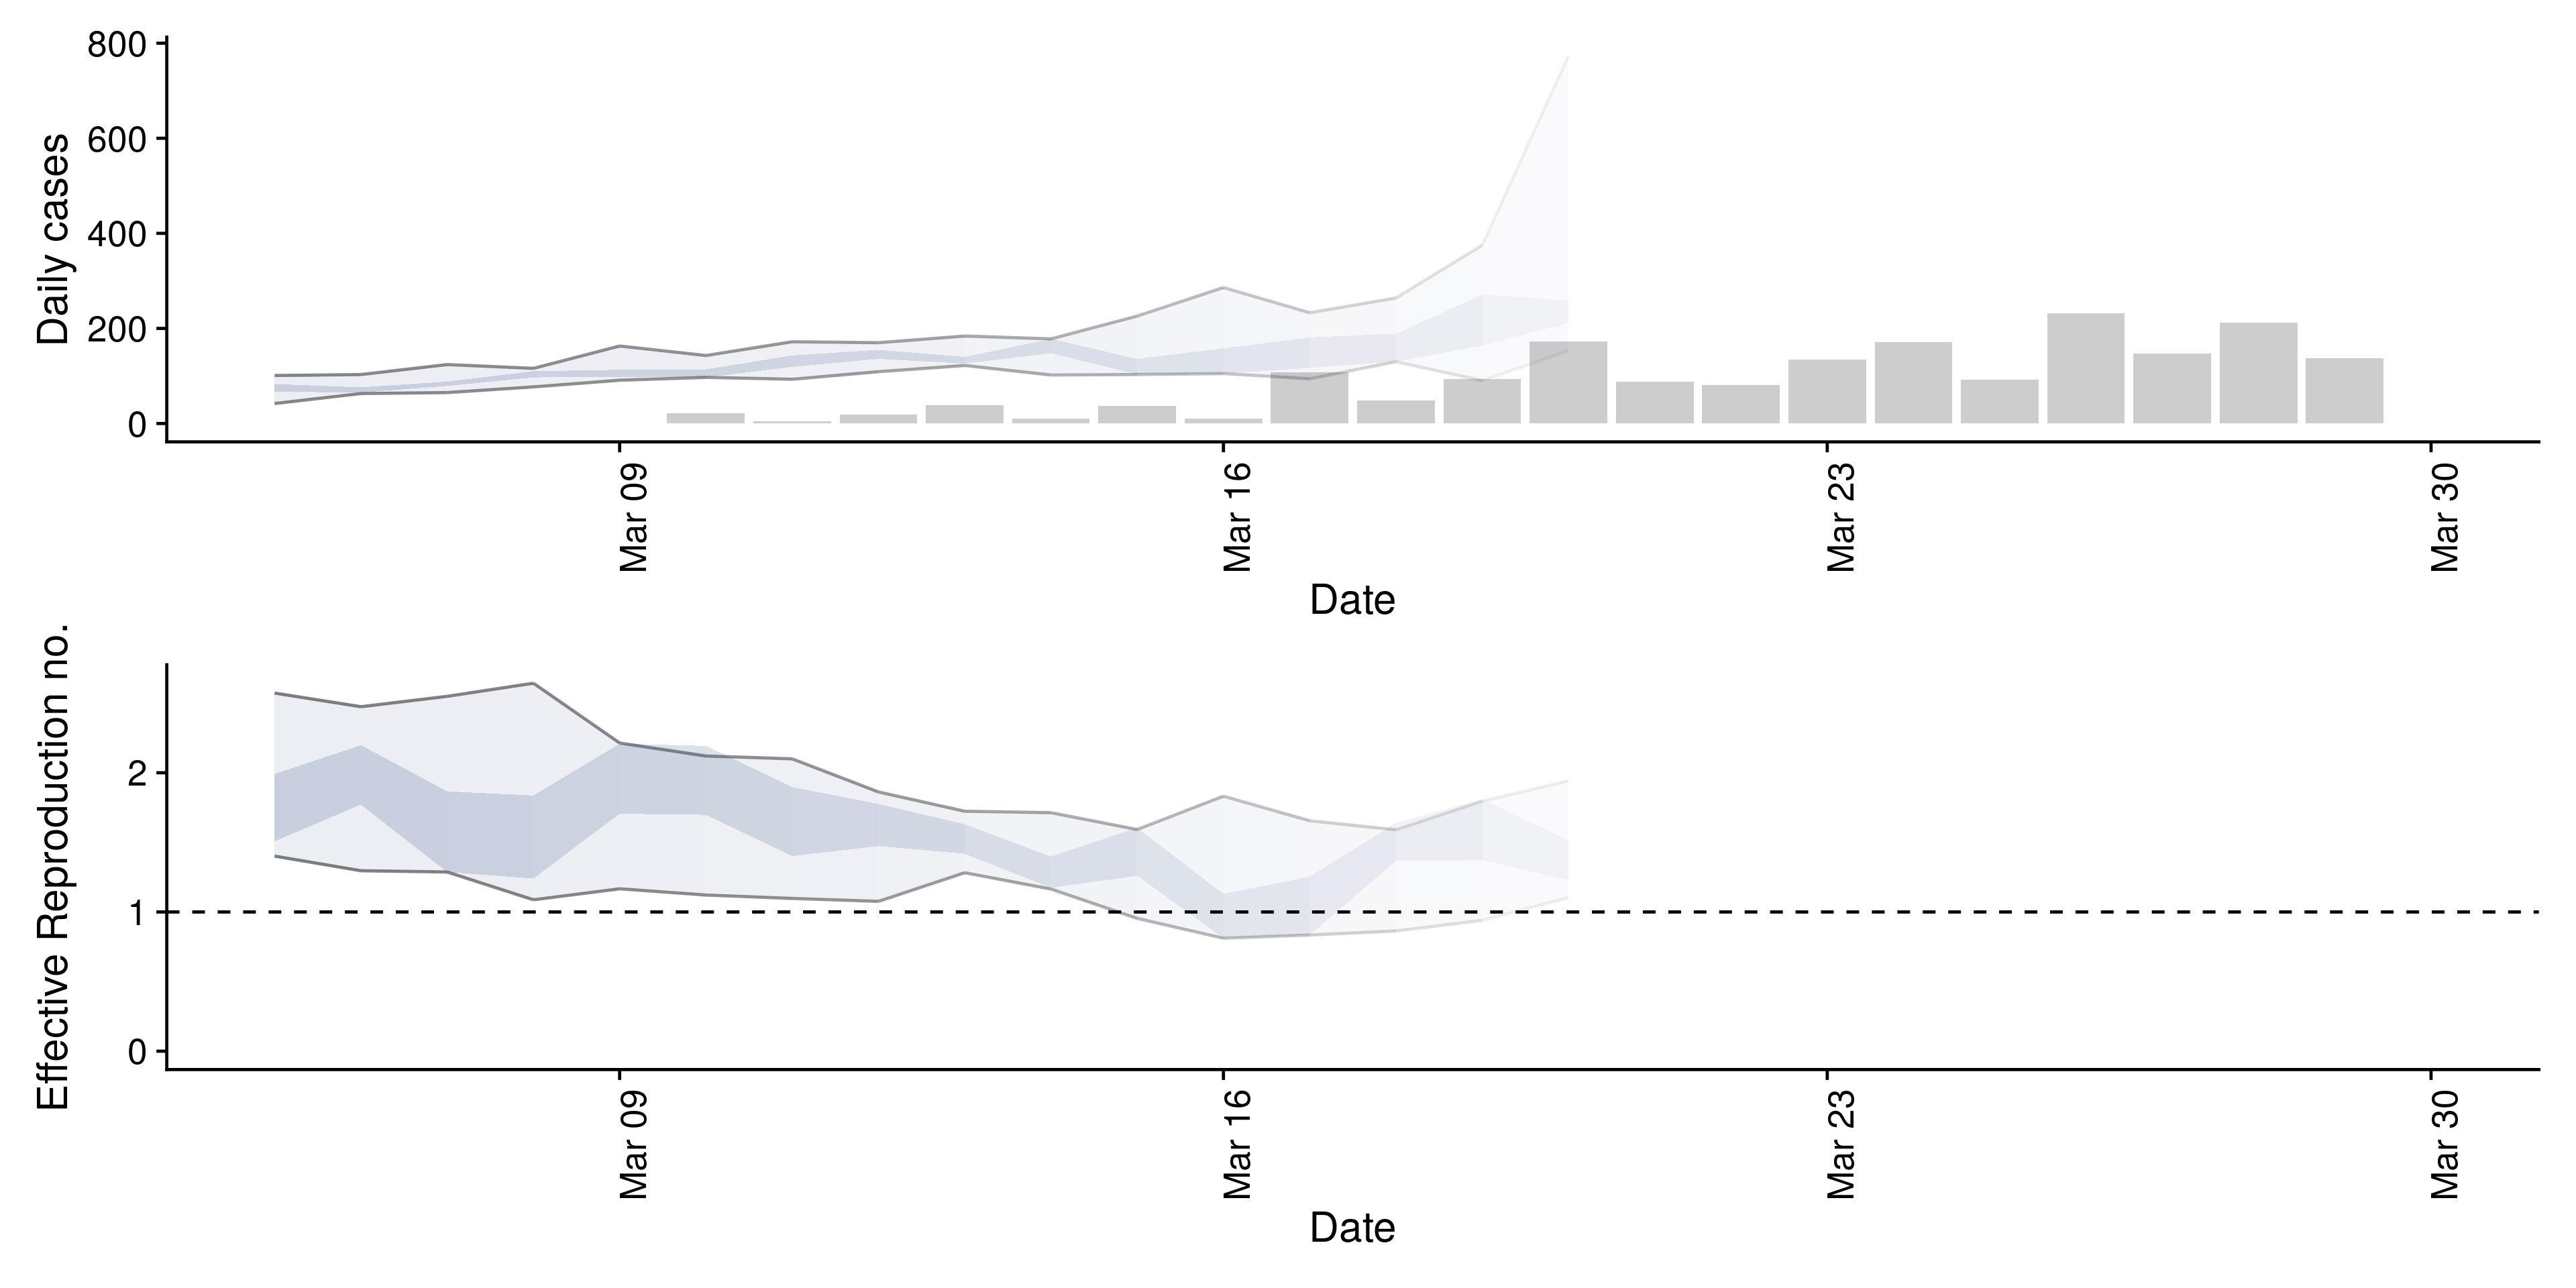 Daily cases
800
600
400
200
0
Mar 09
Mar 16
Mar 23
Mar 30
Date
Effective Reproduction no.
2
1
0
Mar 09
Mar 16
Mar 23
Mar 30
Date